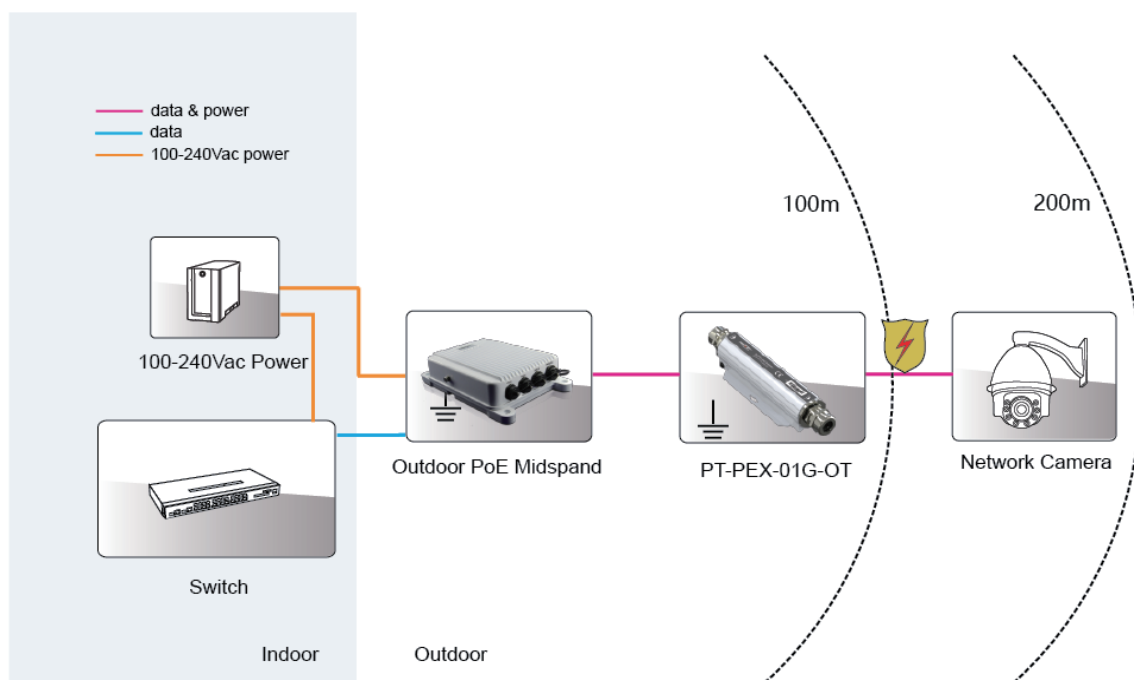 data & power
data
100-240Vac power
100m
200m
100-240Vac Power
Outdoor PoE Midspand
PT-PEX-01G-OT
Network Camera
Switch
Indoor
Outdoor